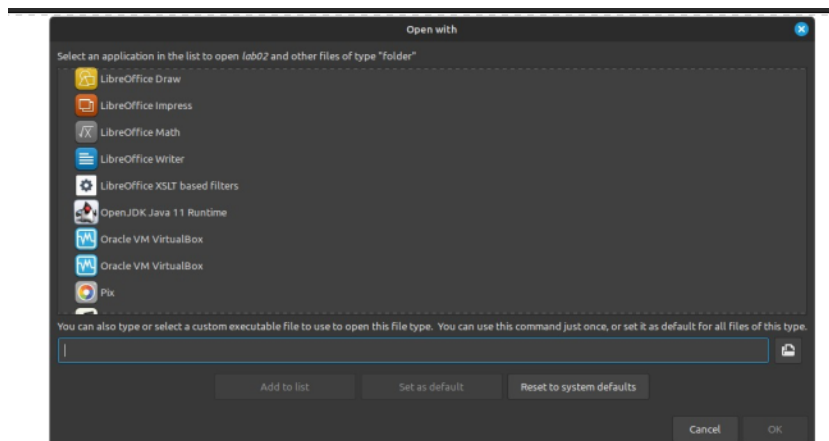 Open with
Select an application in the list to open lab02 and other files of type "folder"
LibreOffice Draw
LibreOffice Impress
LibreOffice Math
LibreOffice Writer
LibreOffice XSLT based filters
OpenJDK Java 11 Runtime
Oracle VM VirtualBox
Oracle VM VirtualBox
Pix
You can also type or select a custom executable file to use to open this file type. You can use this command just once, or set it as default for all files of this type.
Add to list
Set as default
Reset to system defaults
Cancel
OK